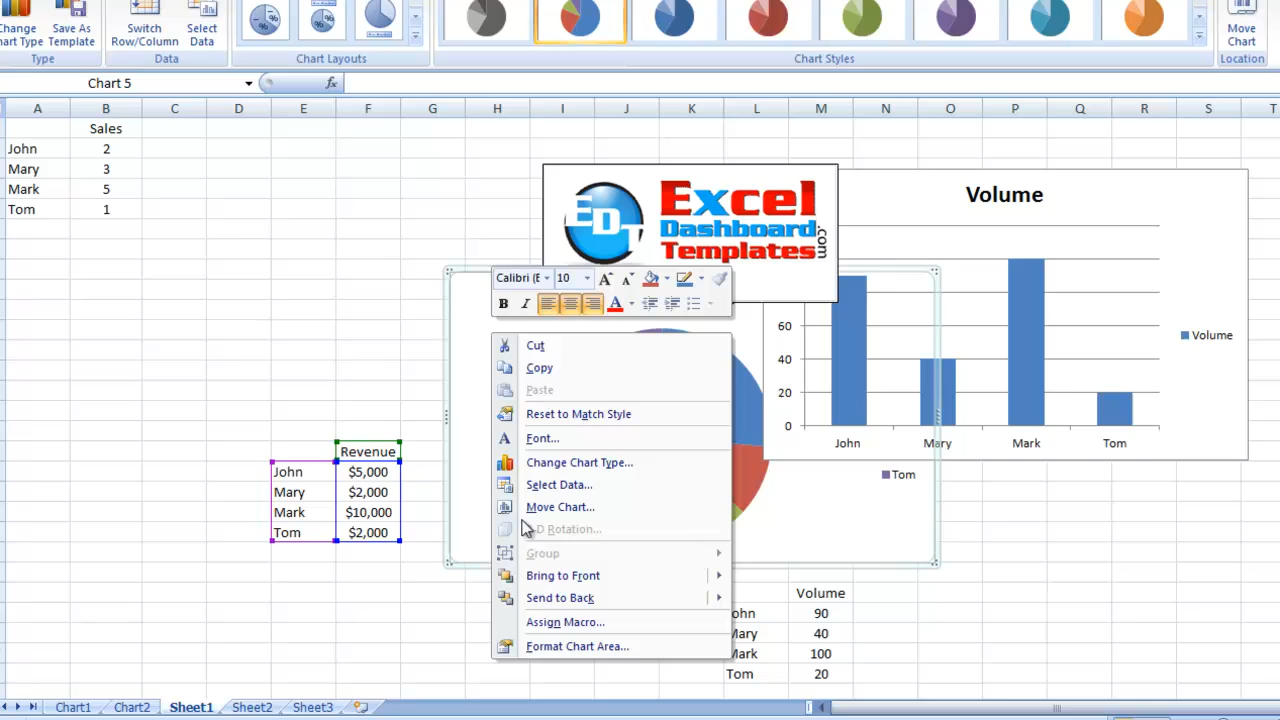 Change Save As Switch Select Move
Chart Type Template Row/Column Data Chart
Type Data Chart Layouts Chart Styles Location
Chart 5 fx
A B C D E F G H I J K L M N O P Q R S T
Sales
John 2
Mary 3
Mark 5
Tom 1
Excel
Dashboard
Templates
.com
EDT
Volume
60
40
20
0
John Mary Mark Tom
Volume
Calibri (E 10 A A
B I A
Cut
Copy
Paste
Reset to Match Style
A Font...
Change Chart Type...
Select Data...
Move Chart...
-D Rotation...
Group
Bring to Front
Send to Back
Assign Macro...
Format Chart Area...
Tom
Revenue
John $5,000
Mary $2,000
Mark $10,000
Tom $2,000
Volume
John 90
Mary 40
Mark 100
Tom 20
Chart1 Chart2 Sheet1 Sheet2 Sheet3